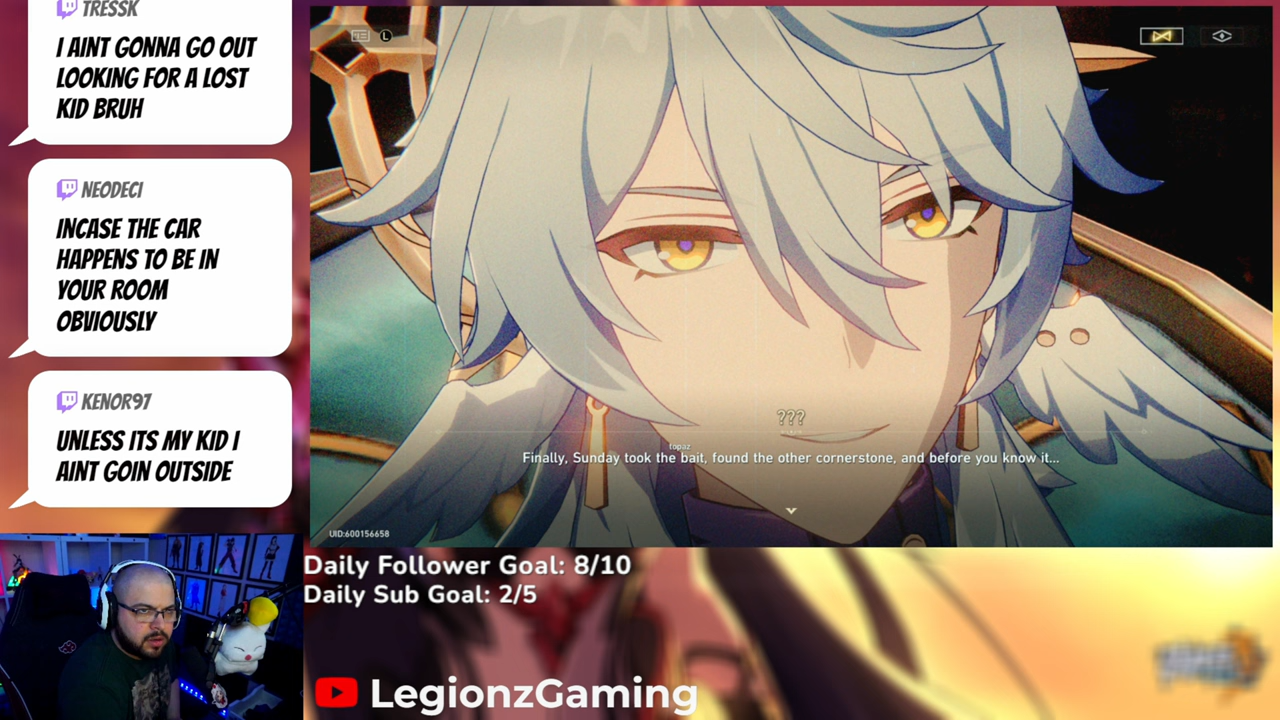 TRESSK
I AINT GONNA GO OUT
LOOKING FOR A LOST
KID BRUH
NEODECI
INCASE THE CAR
HAPPENS TO BE IN
YOUR ROOM
OBVIOUSLY
KENOR97
UNLESS ITS MY KID I
AINT GOIN OUTSIDE
L
???
topaz
Finally, Sunday took the bait, found the other cornerstone, and before you know it...
UID:600156658
Daily Follower Goal: 8/10
Daily Sub Goal: 2/5
LegionzGaming